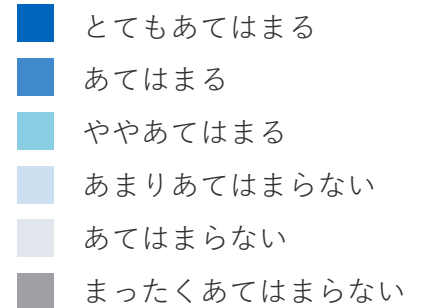 とてもあてはまる
あてはまる
ややあてはまる
あまりあてはまらない
あてはまらない
まったくあてはまらない